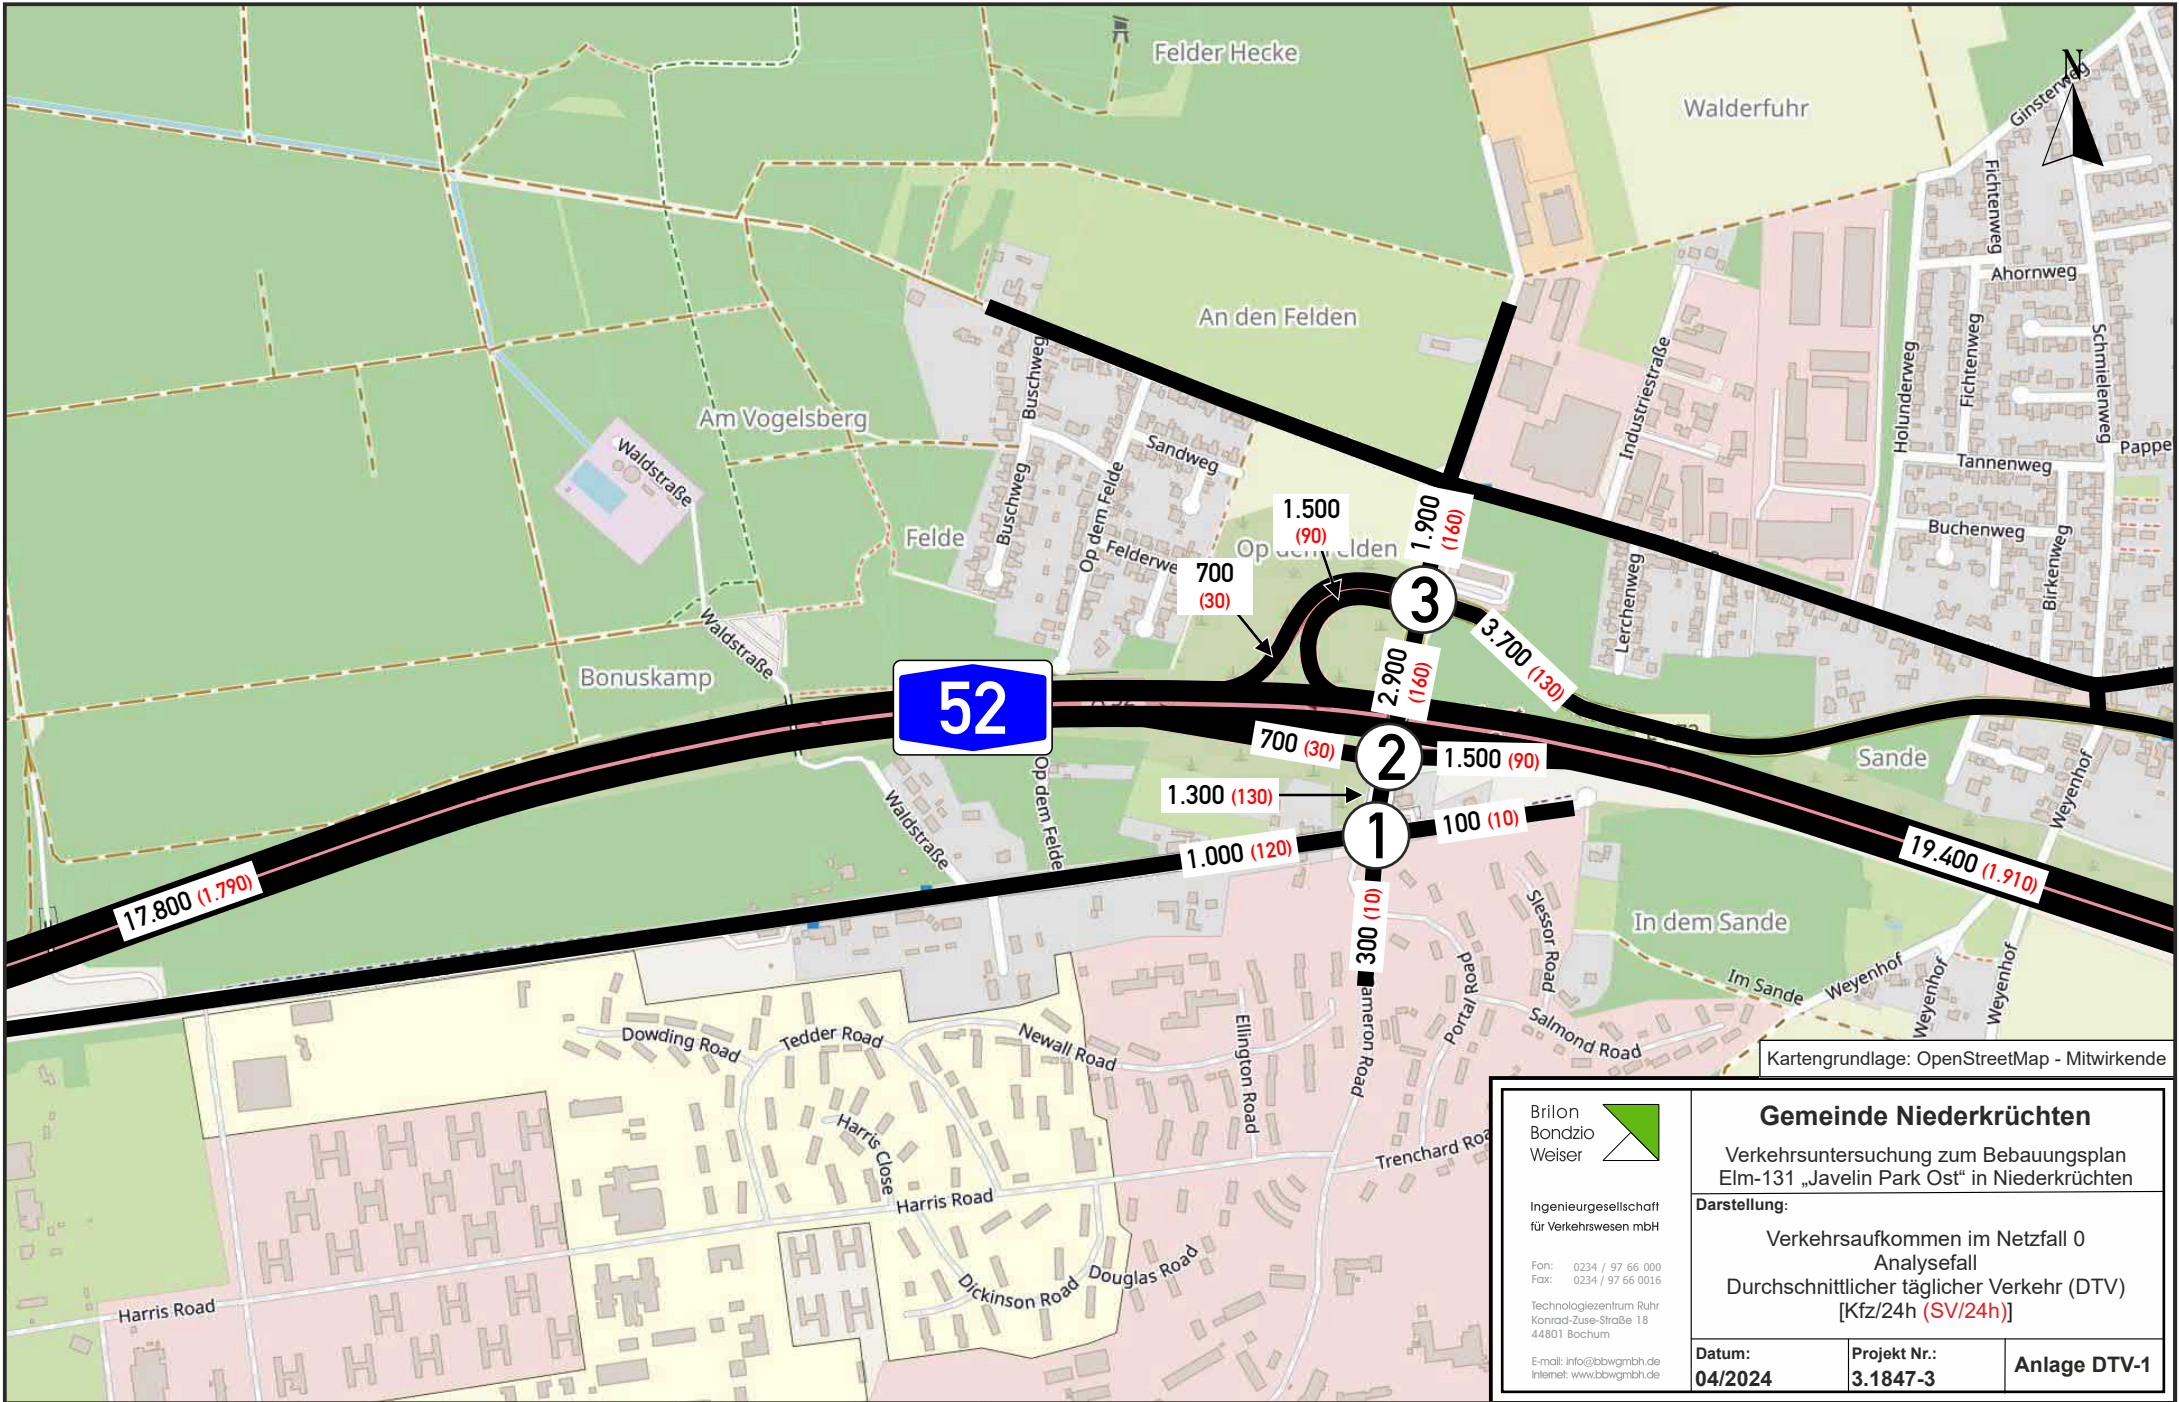 Felder Hecke
Walderfuhr
N
Ginsterweg
Fichtenweg
Ahornweg
An den Felden
Buschweg
Am Vogelsberg
Waldstraße
Sandweg
Industriestraße
Holunderweg
Fichtenweg
Schmielenweg
Tannenweg
Pappe
Buschweg
Op dem Felde
Felde
Felderwe
Buchenweg
Birkenweg
Lerchenweg
1.500
(90)
1.900
(160)
700
(30)
3
3.700 (130)
2.900
(160)
Waldstraße
Bonuskamp
52
700 (30)
2
1.500 (90)
Sande
Weyenhof
1.300 (130)
Op dem Felde
Waldstraße
1.000 (120)
1
100 (10)
19.400 (1.910)
17.800 (1.790)
300 (10)
Slessor Road
In dem Sande
Portal Road
Im Sande
Weyenhof
Weyenhof
Weyenhof
Salmond Road
Dowding Road
Tedder Road
Newall Road
Ellington Road
ameron Road
Harris Close
Trenchard Roa
Harris Road
Dickinson Road
Douglas Road
Harris Road
Kartengrundlage: OpenStreetMap - Mitwirkende
Brilon
Bondzio
Weiser
Ingenieurgesellschaft
für Verkehrswesen mbH
Fon: 0234 / 97 66 000
Fax: 0234 / 97 66 0016
Technologiezentrum Ruhr
Konrad-Zuse-Straße 18
44801 Bochum
E-mail: info@bbwgmbh.de
Internet: www.bbwgmbh.de
Gemeinde Niederkrüchten
Verkehrsuntersuchung zum Bebauungsplan
Elm-131 „Javelin Park Ost“ in Niederkrüchten
Darstellung:
Verkehrsaufkommen im Netzfall 0
Analysefall
Durchschnittlicher täglicher Verkehr (DTV)
[Kfz/24h (SV/24h)]
Datum:
04/2024
Projekt Nr.:
3.1847-3
Anlage DTV-1